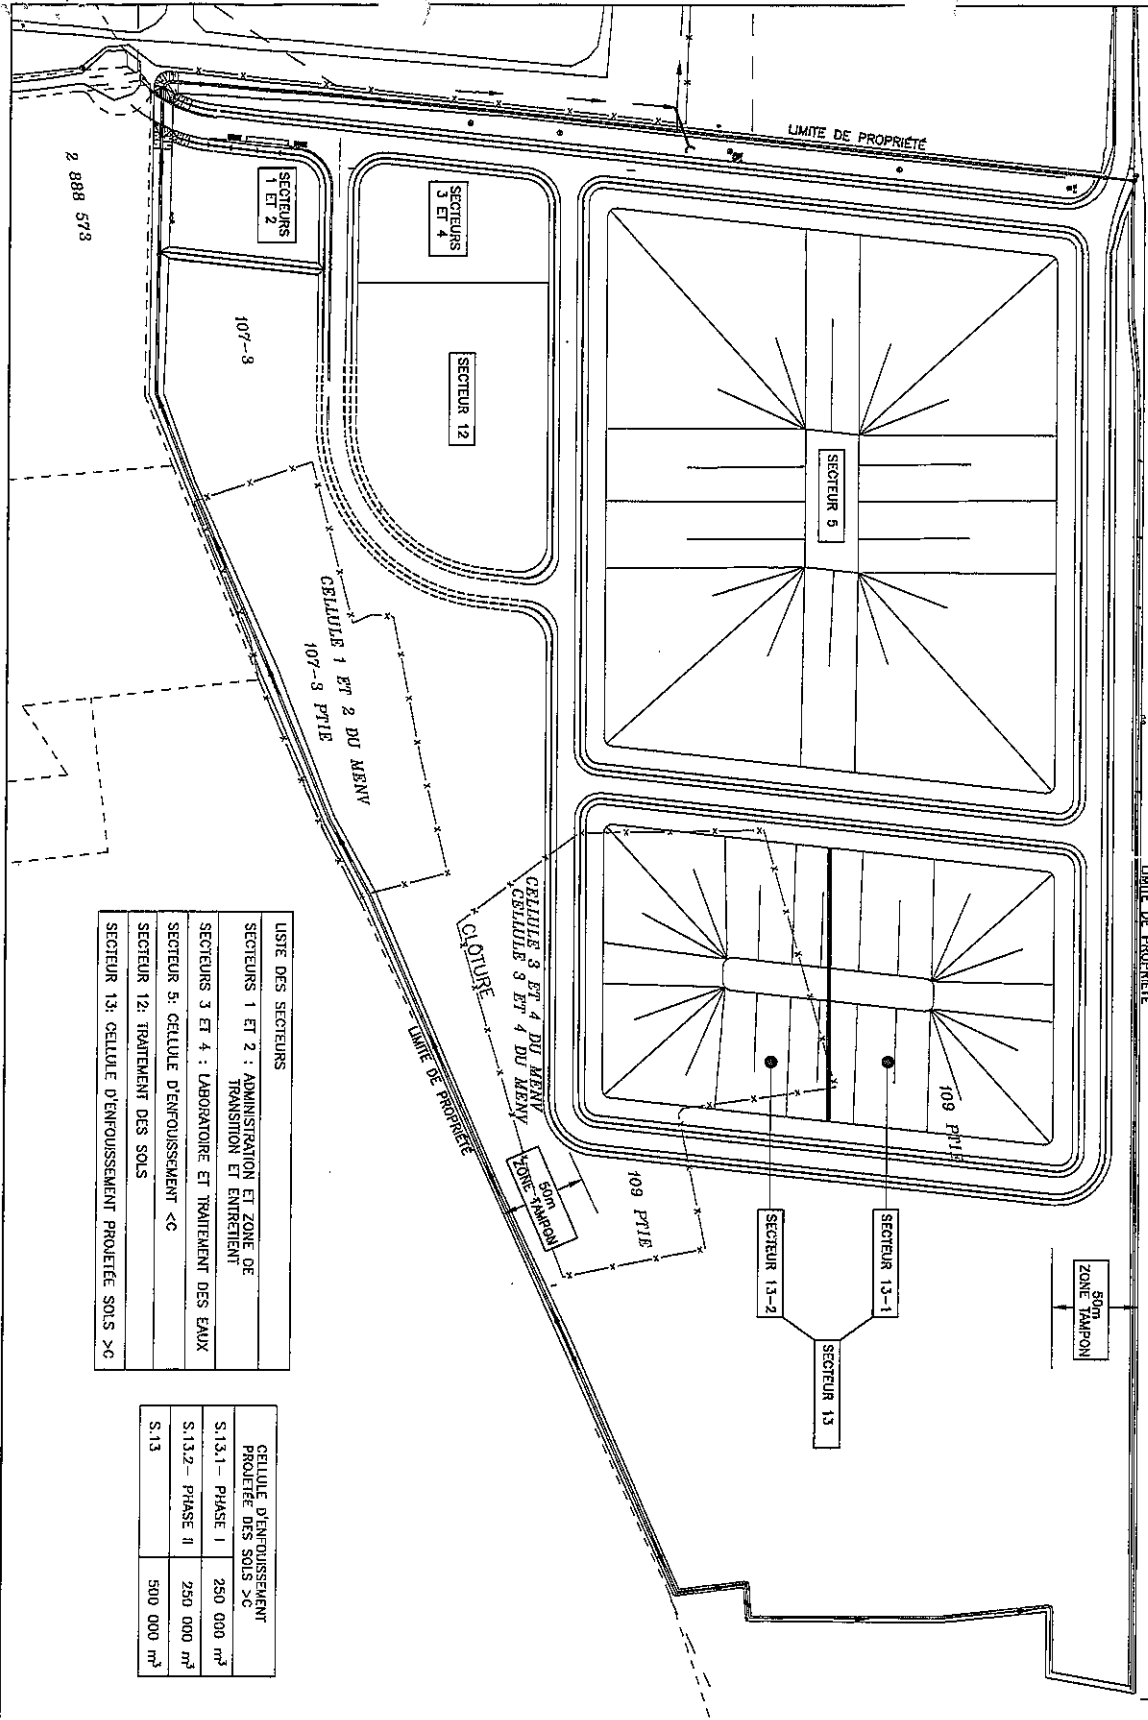 LIMITE DE PROPRIÉTÉ
LIMITE DE PROPRIÉTÉ
2 888 573
SECTEURS
1 ET 2
SECTEURS
3 ET 4
107-3
SECTEUR 12
SECTEUR 5
CELLULE 1 ET 2 DU MENV
107-3 PTIE
CELLULE 3 ET 4 DU MENV
CELLULE 3 ET 4 DU MENV
CLÔTURE
LIMITE DE PROPRIÉTÉ
50m
ZONE TAMPON
109 PTIE
109 PTIE
SECTEUR 13-1
SECTEUR 13-2
SECTEUR 13
50m
ZONE TAMPON
LISTE DES SECTEURS
SECTEURS 1 ET 2 : ADMINISTRATION ET ZONE DE
TRANSITION ET ENTRETIENT
SECTEURS 3 ET 4 : LABORATOIRE ET TRAITEMENT DES EAUX
SECTEUR 5: CELLULE D'ENFOUISSEMENT <C
SECTEUR 12: TRAITEMENT DES SOLS
SECTEUR 13: CELLULE D'ENFOUISSEMENT PROJETÉE SOLS >C
CELLULE D'ENFOUISSEMENT
PROJETÉE DES SOLS >C
S.13.1- PHASE I 250 000 m³
S.13.2- PHASE II 250 000 m³
S.13 500 000 m³